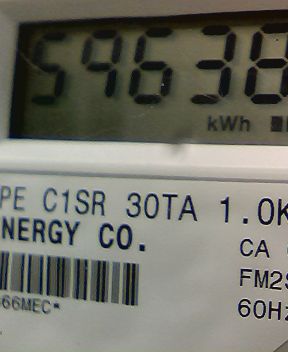 59638
kWh
PE C1SR 30TA 1.0K
NERGY CO.
CA
FM2S
66MEC*
60Hz